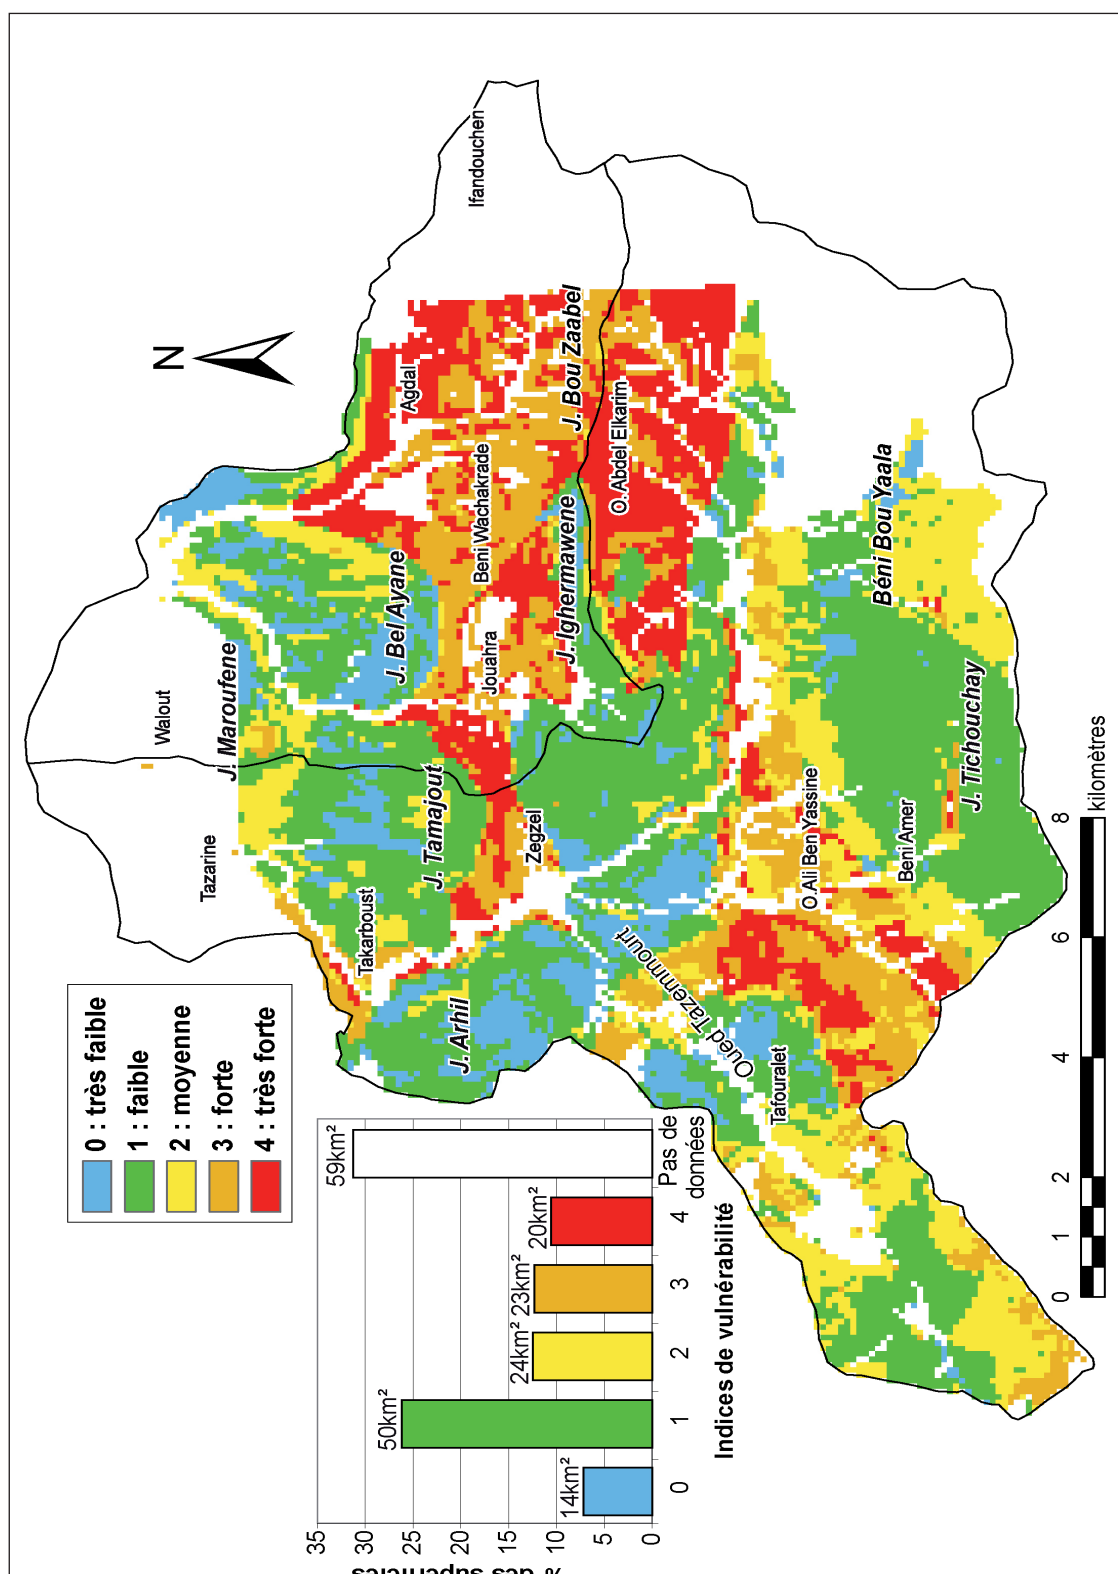 0 : très faible
1 : faible
2 : moyenne
3 : forte
4 : très forte
N
Ifandouchen
Walout
Tazarine
J. Maroufene
Agdal
J. Bel Ayane
Beni Wachakrade
J. Bou Zaabel
O. Abdel Elkarim
Jouahra
J. Ighermawene
J. Tamajout
Takarboust
Zegzel
J. Arhil
Oued Tazemmourt
Tafouralet
O.Ali Ben Yassine
Beni Amer
J. Tichouchay
Béni Bou Yaala
35
30
25
20
15
10
5
0
% des superficies
14km²
50km²
24km²
23km²
20km²
59km²
0
1
2
3
4
Pas de
données
Indices de vulnérabilité
0
1
2
4
6
8
kilomètres